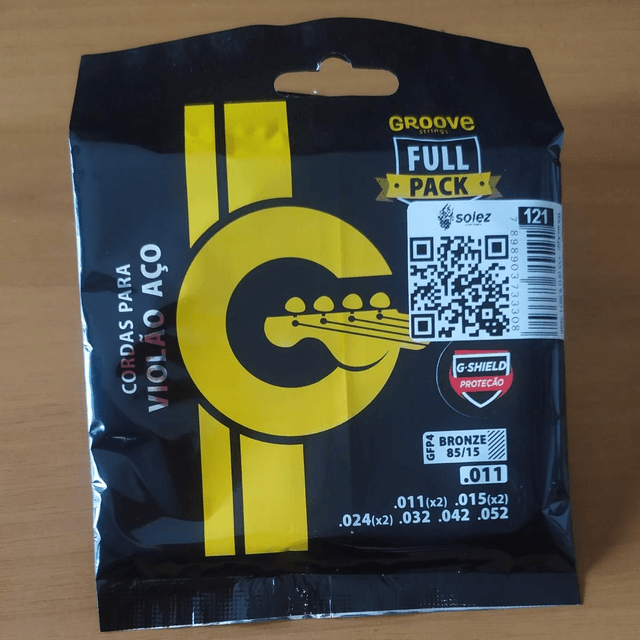 GROOVE
strings
FULL
PACK
solez
121
7898903733308
CORDAS PARA
VIOLÃO AÇO
G-SHIELD
PROTEÇÃO
GFP4
BRONZE
85/15
.011
.011(x2) .015(x2)
.024(x2) .032 .042 .052